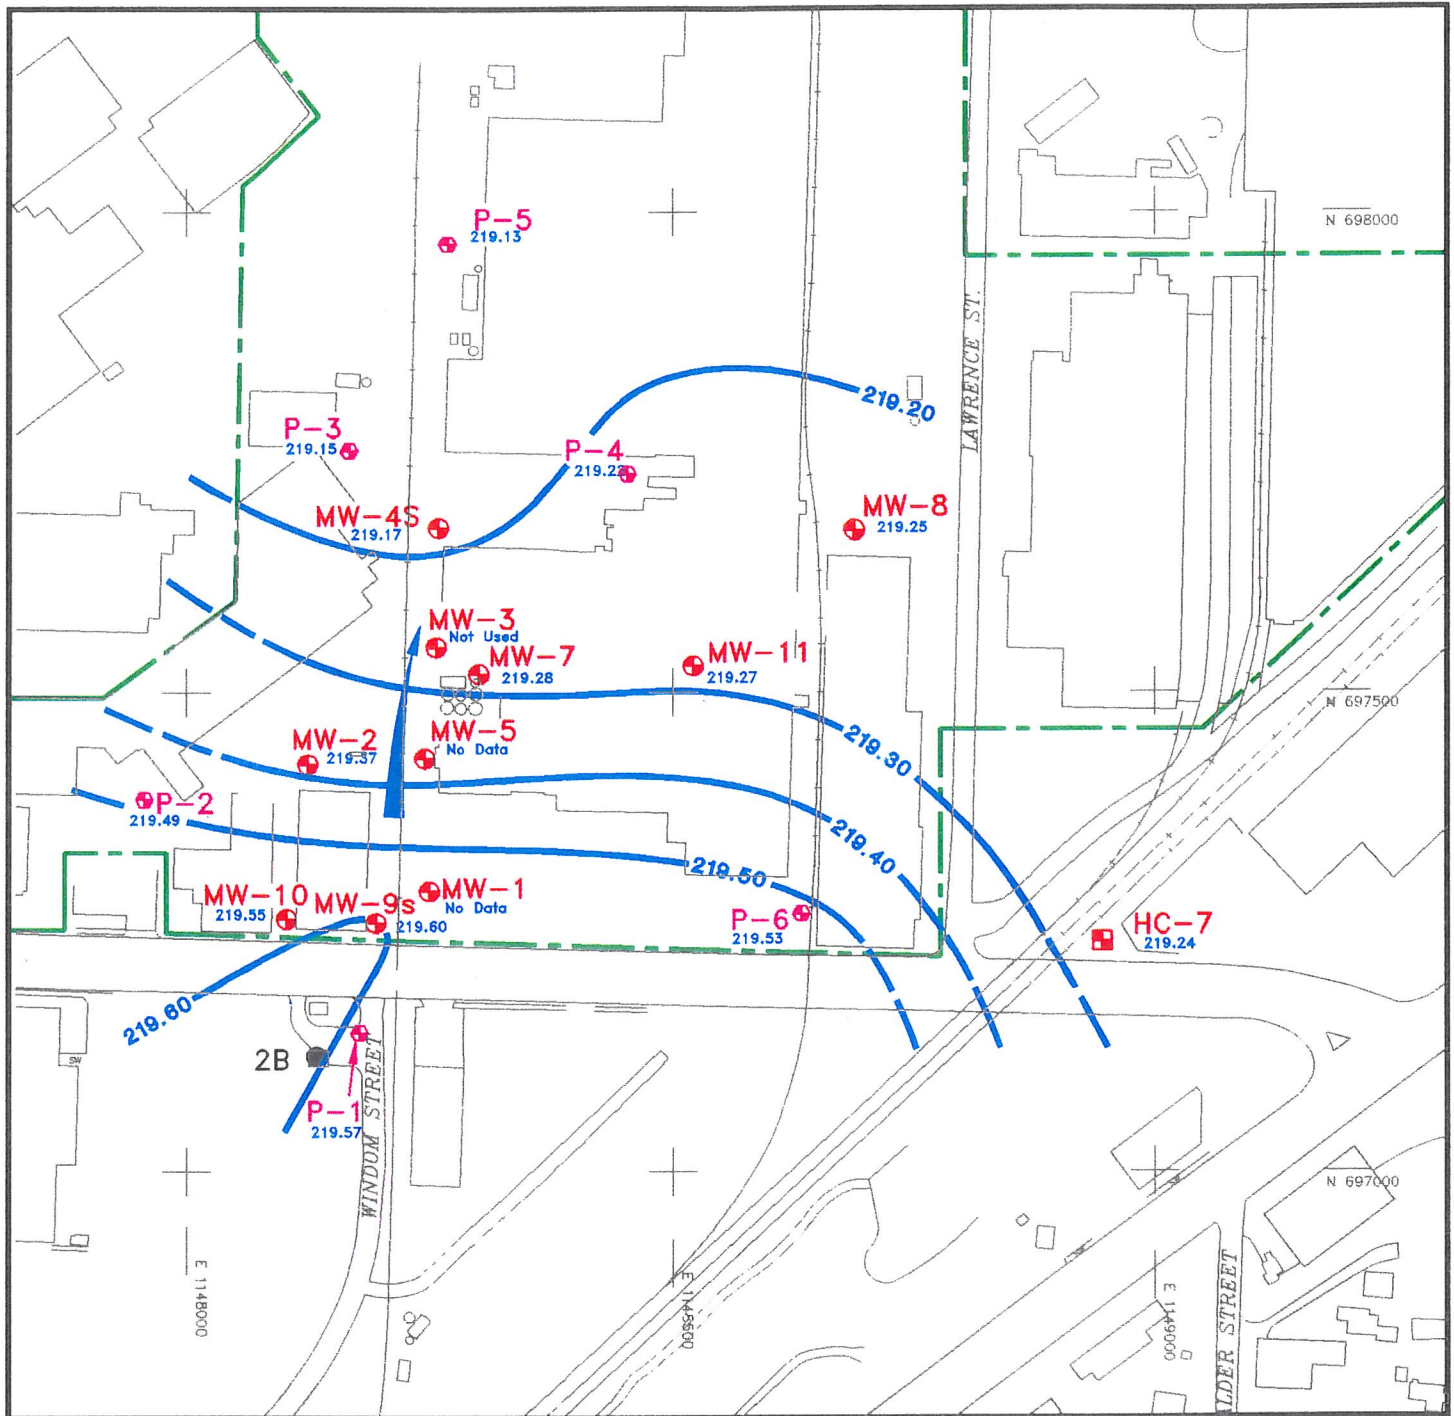 P-5
219.13
N 698000
LAWRENCE ST.
219.20
P-3
219.15
P-4
219.22
MW-4S
219.17
MW-8
219.25
MW-3
Not Used
MW-7
219.28
MW-11
219.27
N 697500
MW-2
219.37
MW-5
No Data
219.30
P-2
219.49
219.40
219.50
MW-10
219.55
MW-9s
219.60
MW-1
No Data
P-6
219.53
HC-7
219.24
219.60
2B
SW
P-1
219.57
WINDOM STREET
N 697000
E 1148000
E 1148500
E 1149000
ALDER STREET